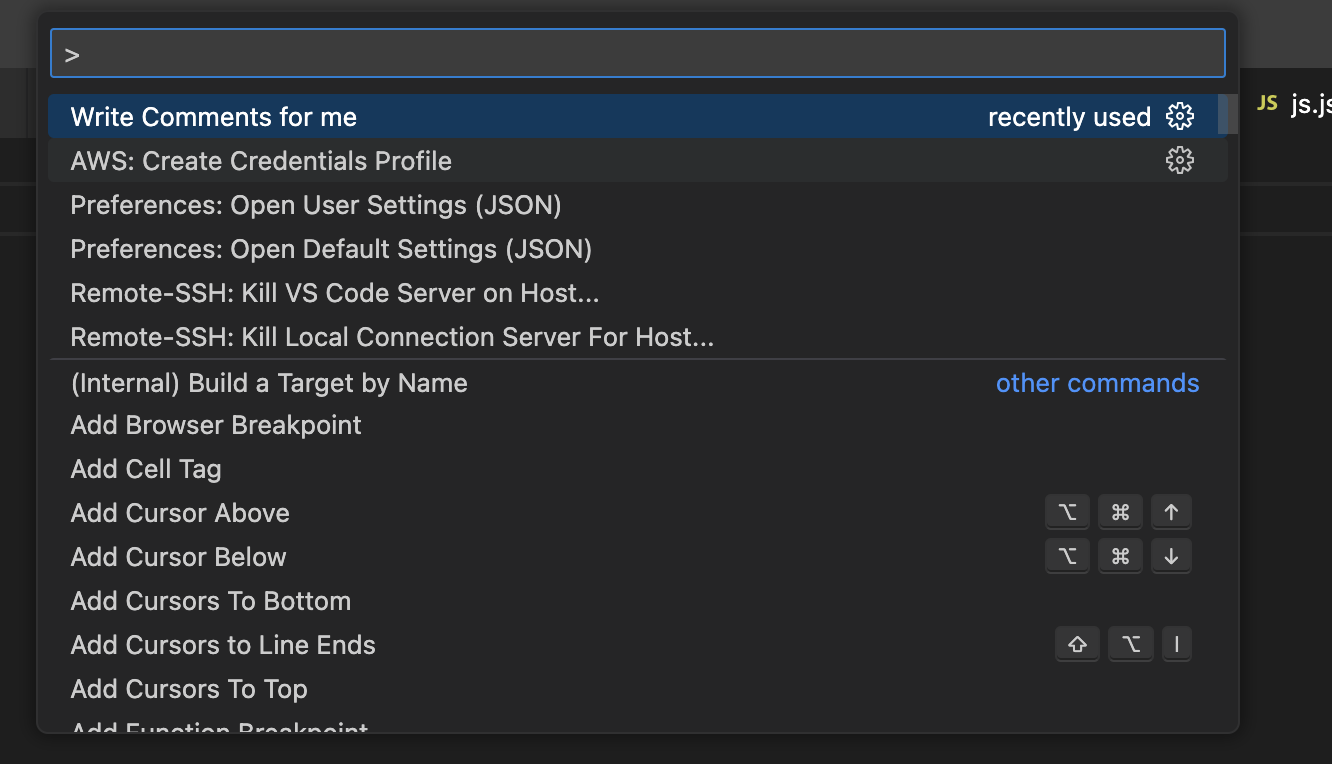 >
Write Comments for me recently used
JS js.js
AWS: Create Credentials Profile
Preferences: Open User Settings (JSON)
Preferences: Open Default Settings (JSON)
Remote-SSH: Kill VS Code Server on Host...
Remote-SSH: Kill Local Connection Server For Host...
(Internal) Build a Target by Name other commands
Add Browser Breakpoint
Add Cell Tag
Add Cursor Above ⌥ ⌘ ↑
Add Cursor Below ⌥ ⌘ ↓
Add Cursors To Bottom
Add Cursors to Line Ends ⇧ ⌥ I
Add Cursors To Top
Add Function Breakpoint